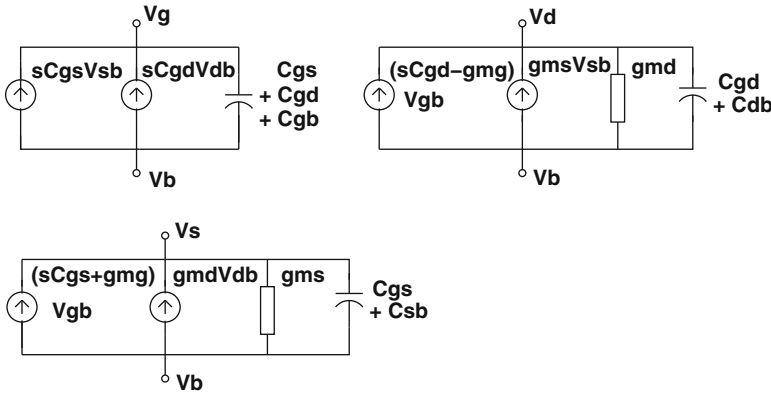 Vg
sCgsVsb sCgdVdb
Cgs
+ Cgd
+ Cgb
Vb
Vd
(sCgd−gmg) gmsVsb gmd
Vgb
Cgd
+ Cdb
Vb
Vs
(sCgs+gmg) gmdVdb gms
Vgb
Cgs
+ Csb
Vb